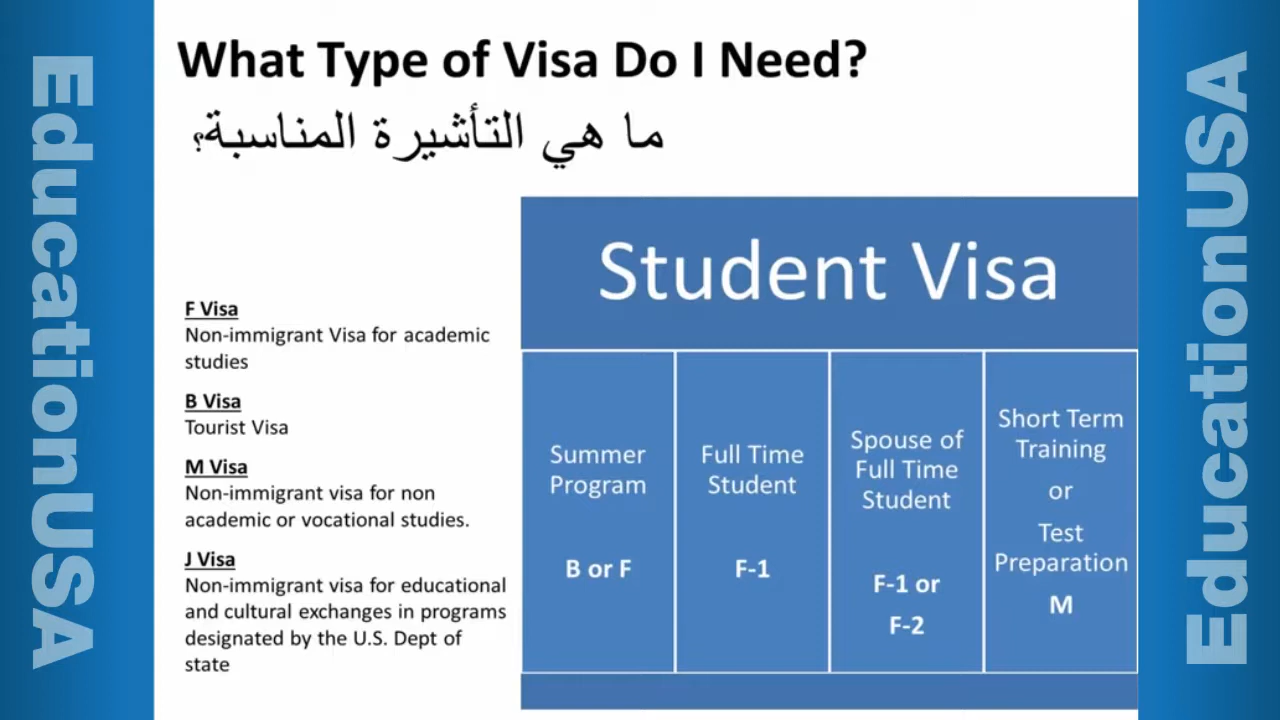 What Type of Visa Do I Need?
ما هي التأشيرة المناسبة؟
EducationUSA
F Visa
Non-immigrant Visa for academic
studies
B Visa
Tourist Visa
M Visa
Non-immigrant visa for non
academic or vocational studies.
J Visa
Non-immigrant visa for educational
and cultural exchanges in programs
designated by the U.S. Dept of
state
Student Visa
Summer
Program
B or F
Full Time
Student
F-1
Spouse of
Full Time
Student
F-1 or
F-2
Short Term
Training
or
Test
Preparation
M
EducationUSA